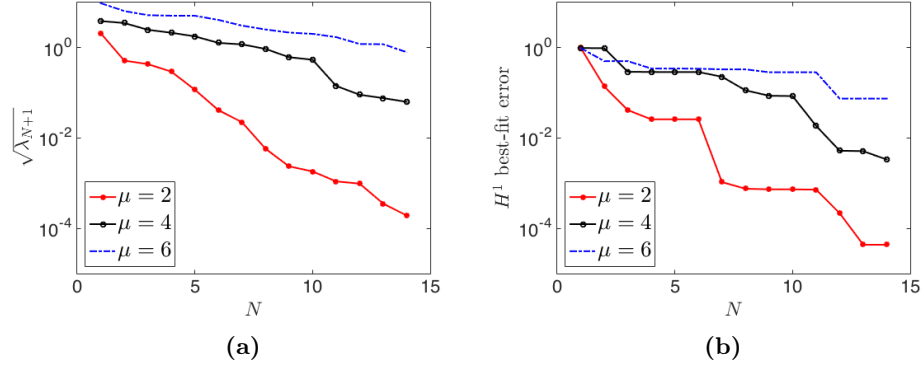 10^0
10^-2
10^-4
√λ_{N+1}
μ = 2
μ = 4
μ = 6
0 5 10 15
N
(a)
10^0
10^-2
10^-4
H^1 best-fit error
μ = 2
μ = 4
μ = 6
0 5 10 15
N
(b)